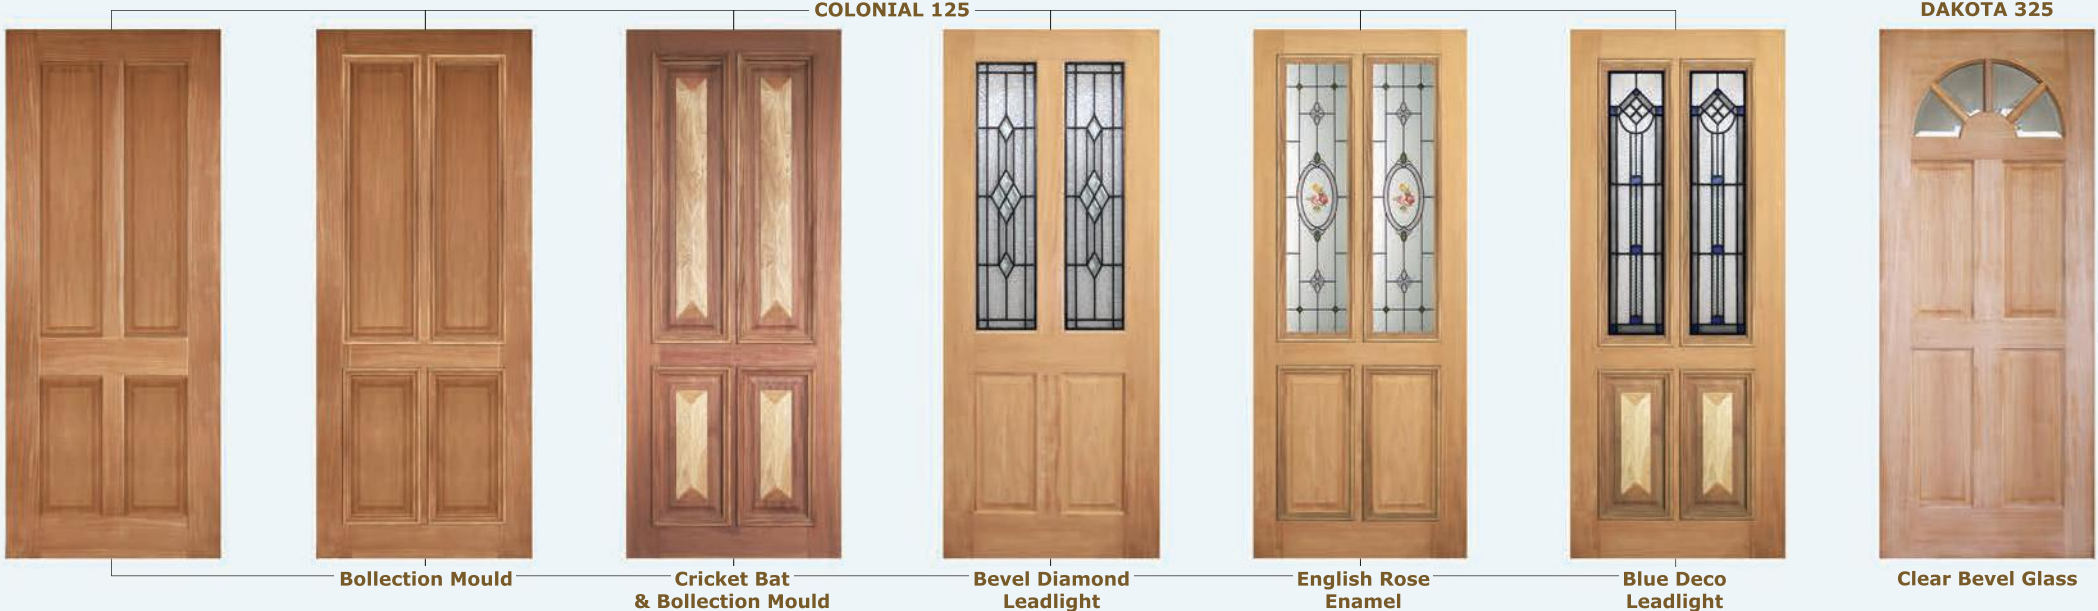 COLONIAL 125
DAKOTA 325
Bollection Mould
Cricket Bat
& Bollection Mould
Bevel Diamond
Leadlight
English Rose
Enamel
Blue Deco
Leadlight
Clear Bevel Glass